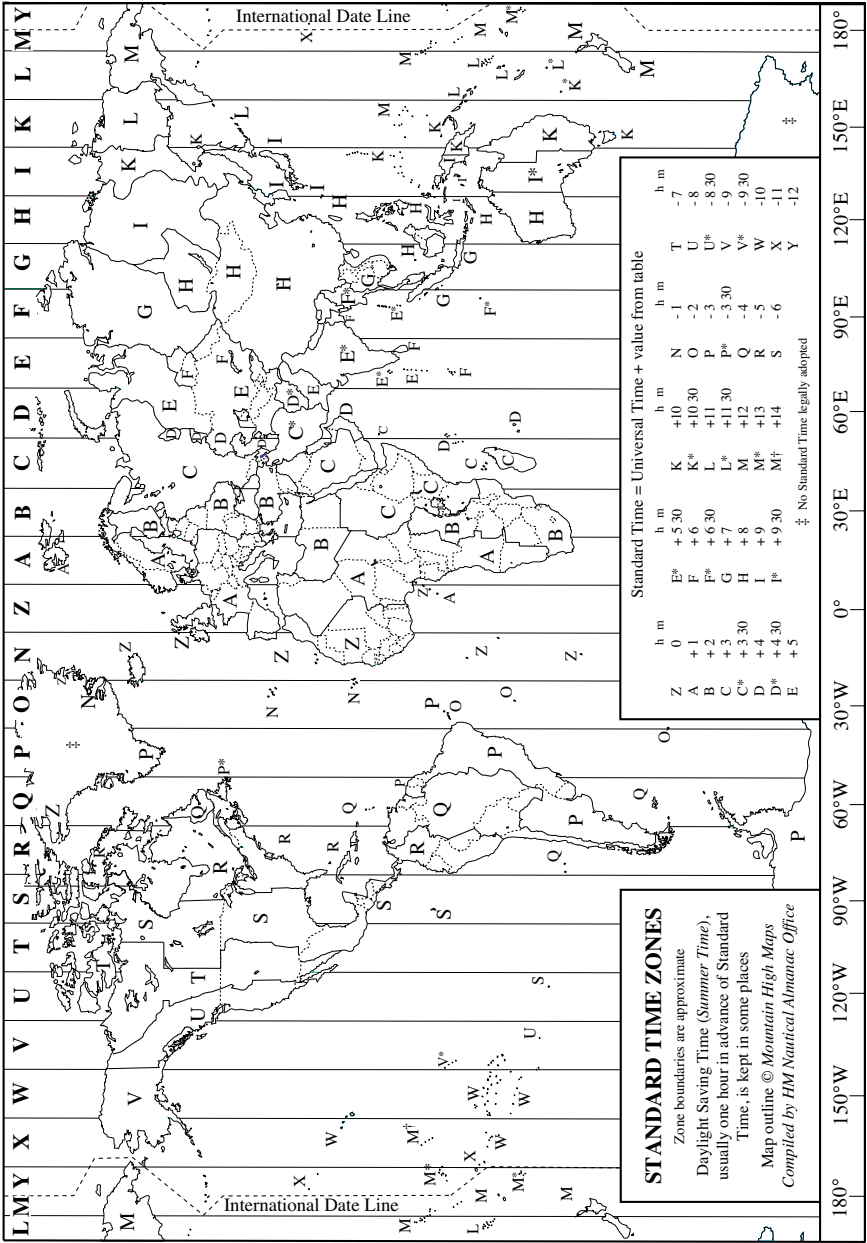 L M Y X W V U T S R Q P O N Z A B C D E F G H I K L M Y
International Date Line
International Date Line
M V T S R Z P ‡ N Z Z Z A A B C D E F G I K L M
U T S R Q P* A B B C D D E F F H H H I I K K L
S R R Q N Z B B C C* D* D E E E* H I I H
W X S S R Q P N Z Z A C C C D C E* E F F* F E* G G H H K M M
M† M* V* S P Q P O P Z Z A B C C D D F F* G H H I K K L M
W W U S Q P Q O O Z A B C H I* K K L L* K M M
M M* L X M Q P O ‡
STANDARD TIME ZONES
Zone boundaries are approximate
Daylight Saving Time (Summer Time),
usually one hour in advance of Standard
Time, is kept in some places
Map outline © Mountain High Maps
Compiled by HM Nautical Almanac Office
Standard Time = Universal Time + value from table
h m h m h m h m h m
Z 0 E* + 5 30 K +10 N - 1 T - 7
A + 1 F + 6 K* +10 30 O - 2 U - 8
B + 2 F* + 6 30 L +11 P - 3 U* - 8 30
C + 3 G + 7 L* +11 30 P* - 3 30 V - 9
C* + 3 30 H + 8 M +12 Q - 4 V* - 9 30
D + 4 I + 9 M* +13 R - 5 W -10
D* + 4 30 I* + 9 30 M† +14 S - 6 X -11
E + 5 Y -12
‡ No Standard Time legally adopted
180° 150°W 120°W 90°W 60°W 30°W 0° 30°E 60°E 90°E 120°E 150°E 180°